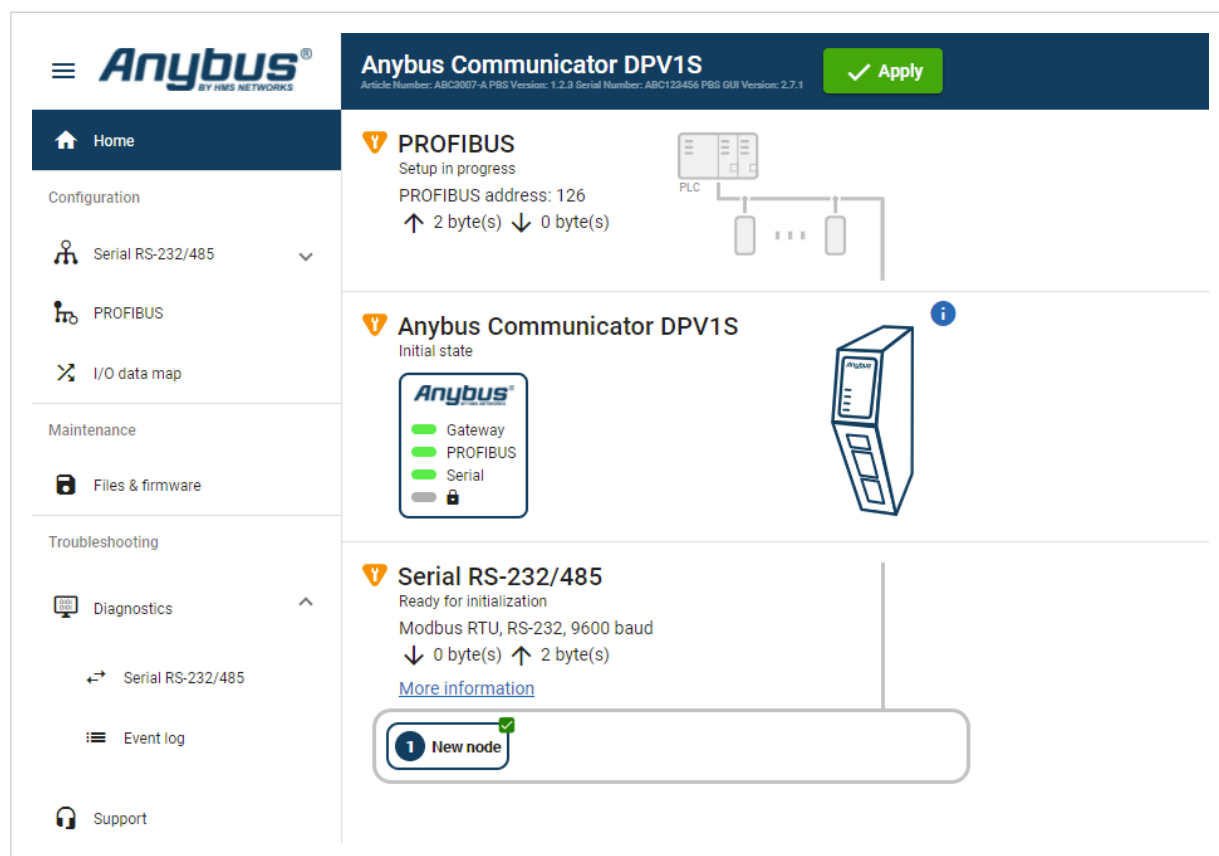 Anybus®
BY HMS NETWORKS
Anybus Communicator DPV1S
Article Number: ABC3007-A PBS Version: 1.2.3 Serial Number: ABC123456 PBS GUI Version: 2.7.1
Apply
Home
Configuration
Serial RS-232/485
PROFIBUS
I/O data map
Maintenance
Files & firmware
Troubleshooting
Diagnostics
Serial RS-232/485
Event log
Support
PROFIBUS
Setup in progress
PROFIBUS address: 126
2 byte(s) 0 byte(s)
PLC
Anybus Communicator DPV1S
Initial state
Anybus®
BY HMS NETWORKS
Gateway
PROFIBUS
Serial
Anybus
Serial RS-232/485
Ready for initialization
Modbus RTU, RS-232, 9600 baud
0 byte(s) 2 byte(s)
More information
1 New node